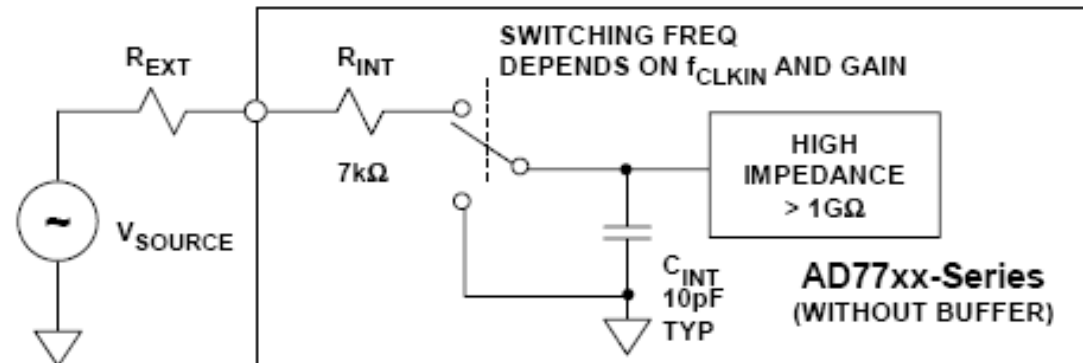 SWITCHING FREQ
DEPENDS ON fCLKIN AND GAIN
REXT
RINT
7kΩ
HIGH
IMPEDANCE
> 1GΩ
~
VSOURCE
CINT
10pF
TYP
AD77xx-Series
(WITHOUT BUFFER)